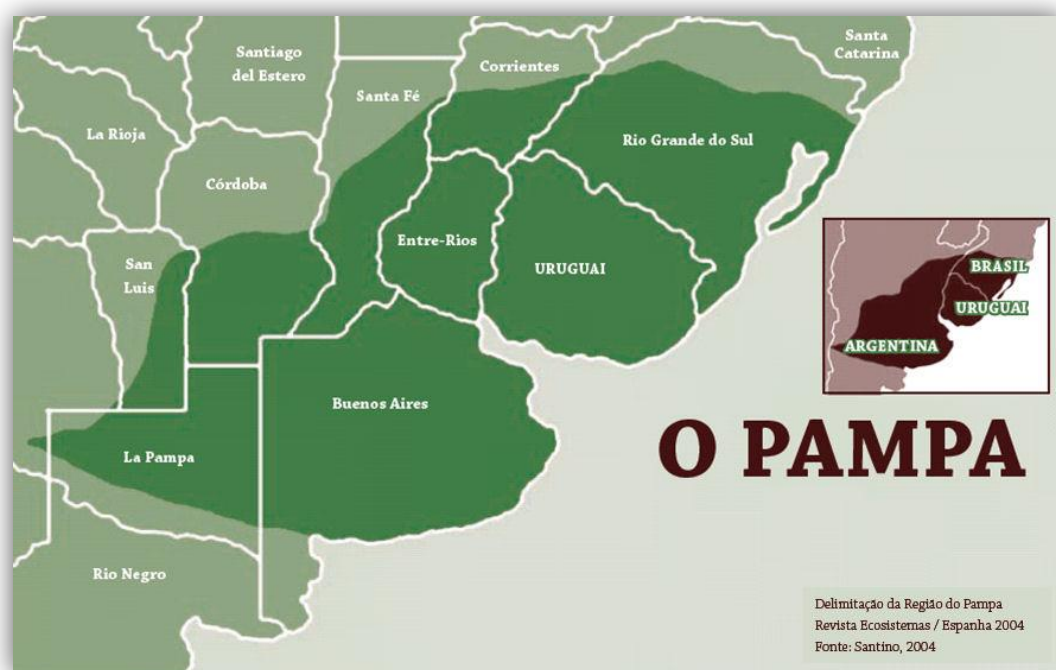 Santa
Catarina
Santiago
del Estero
Corrientes
Santa Fé
La Rioja
Rio Grande do Sul
Córdoba
Entre-Rios
San
Luis
URUGUAI
BRASIL
URUGUAI
ARGENTINA
Buenos Aires
O PAMPA
La Pampa
Rio Negro
Delimitação da Região do Pampa
Revista Ecosistemas / Espanha 2004
Fonte: Santino, 2004